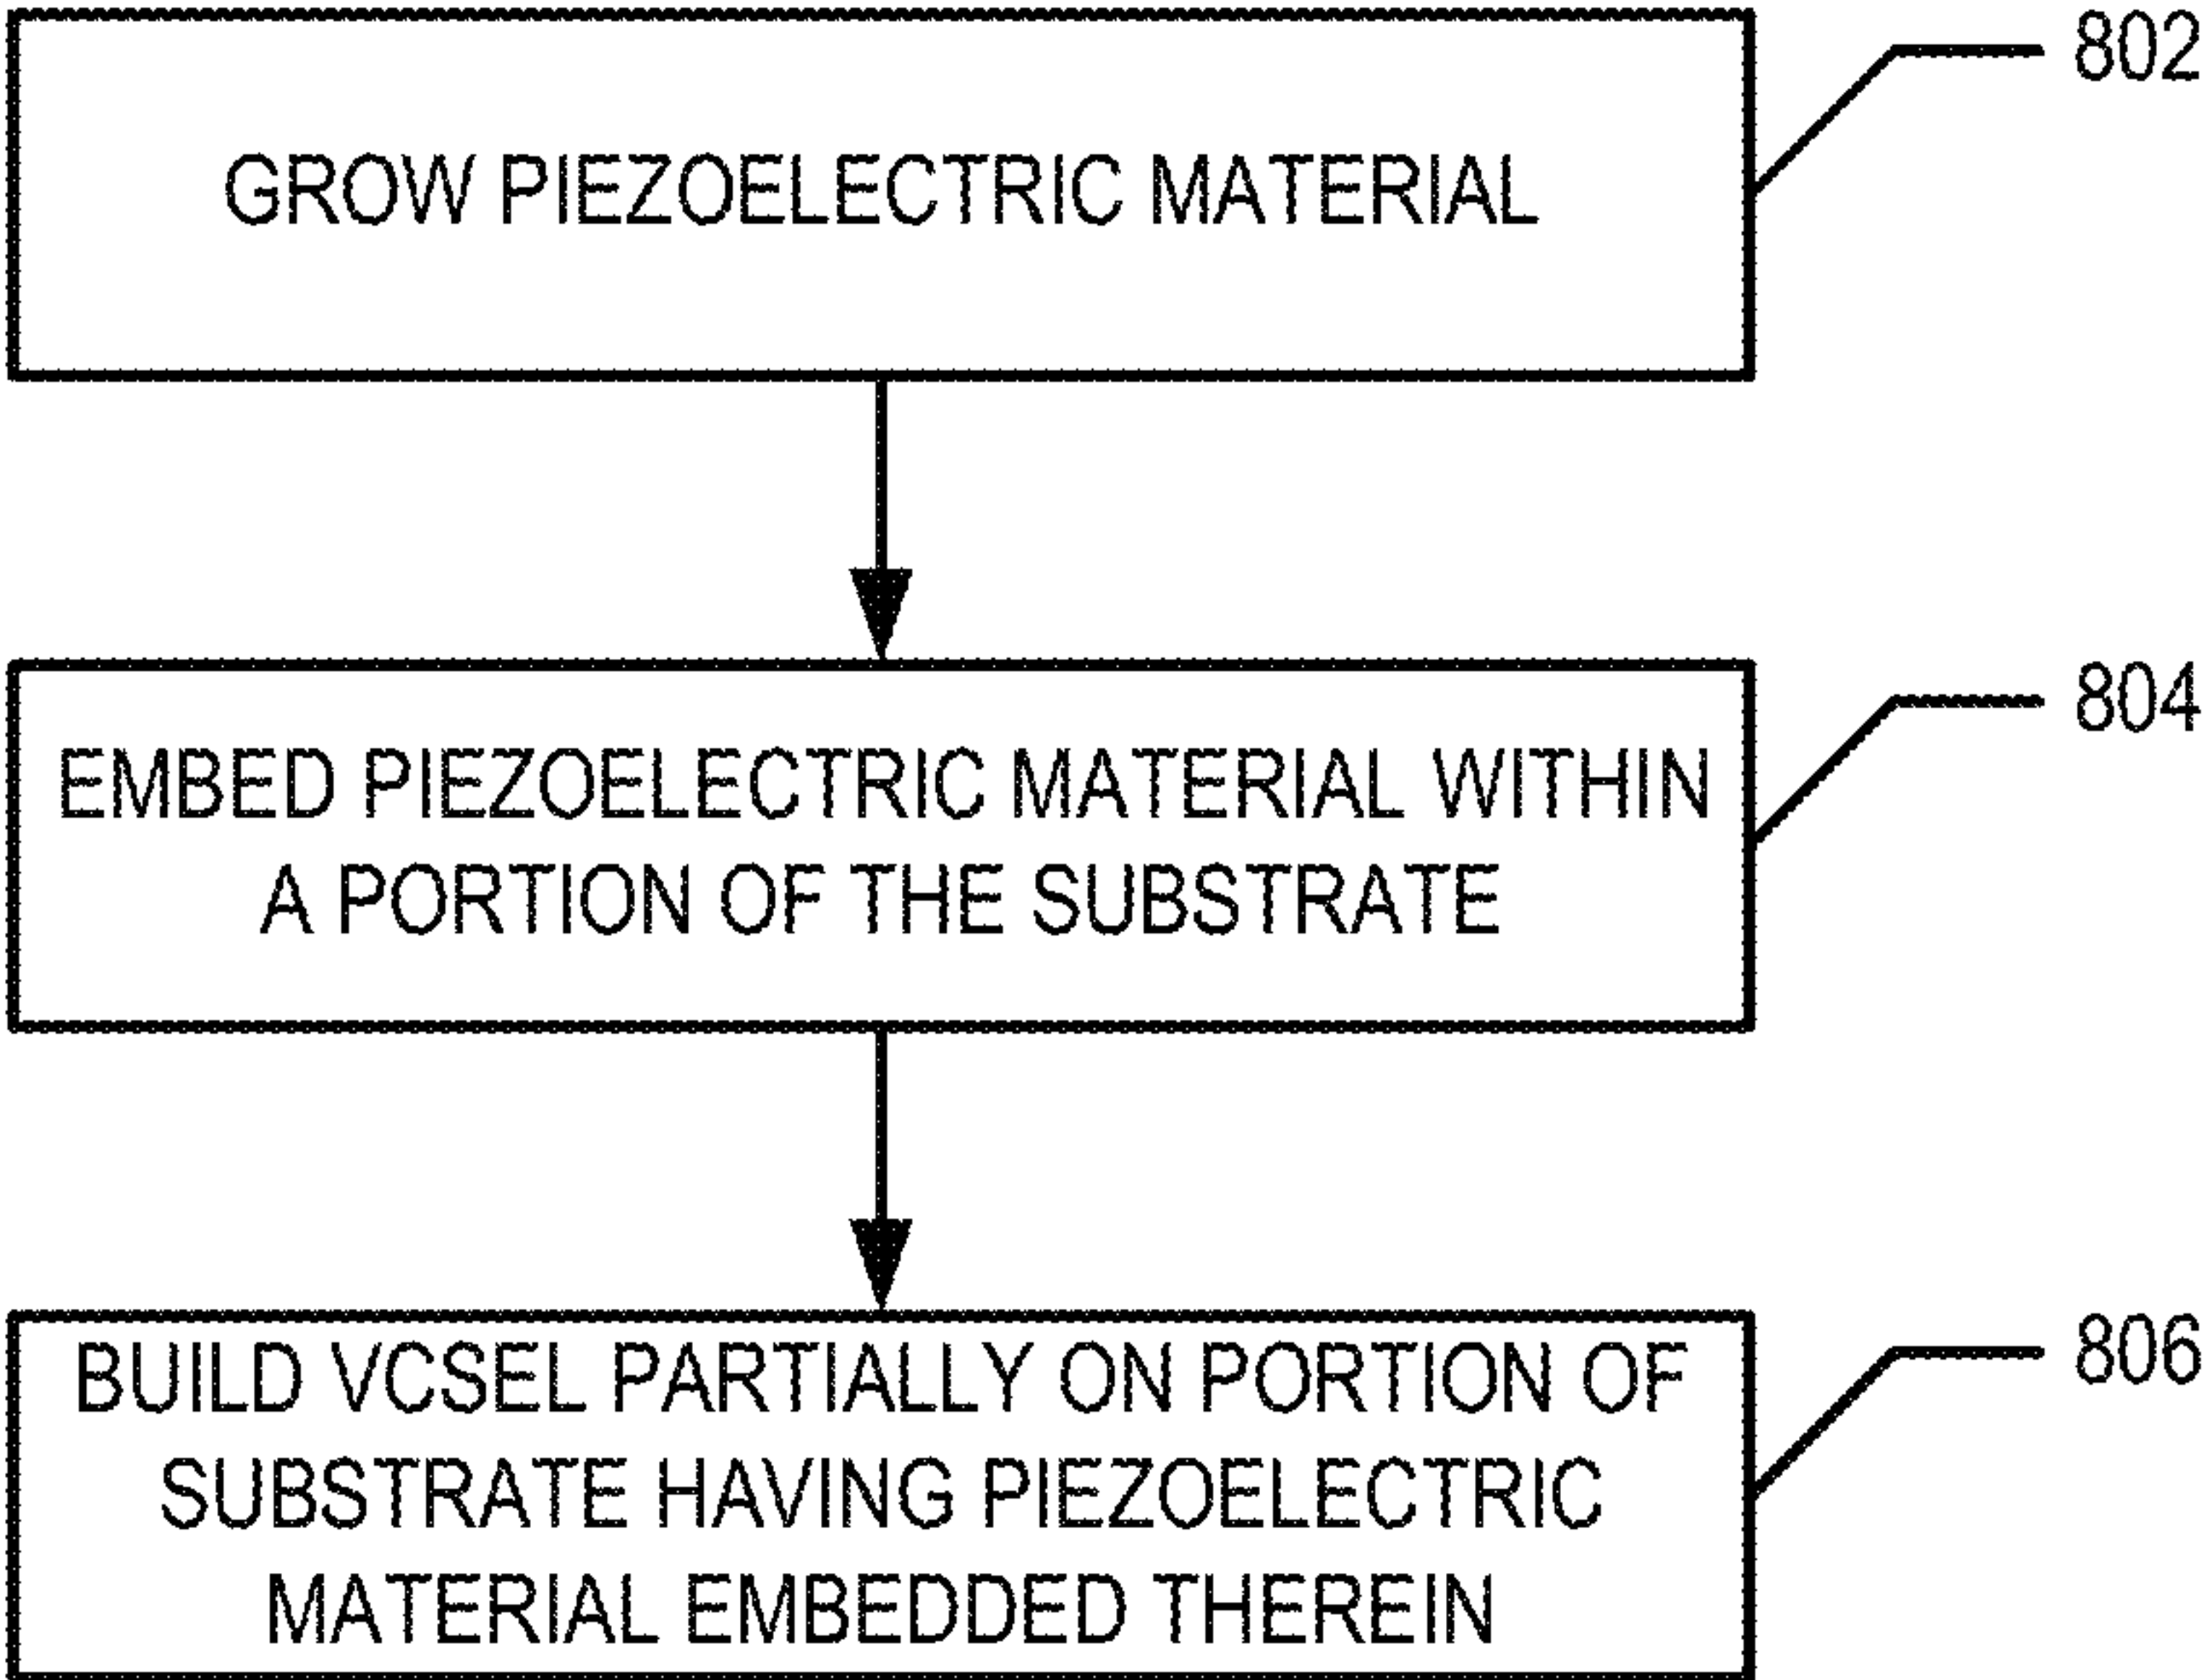 802
GROW PIEZOELECTRIC MATERIAL
804
EMBED PIEZOELECTRIC MATERIAL WITHIN
A PORTION OF THE SUBSTRATE
806
BUILD VCSEL PARTIALLY ON PORTION OF
SUBSTRATE HAVING PIEZOELECTRIC
MATERIAL EMBEDDED THEREIN